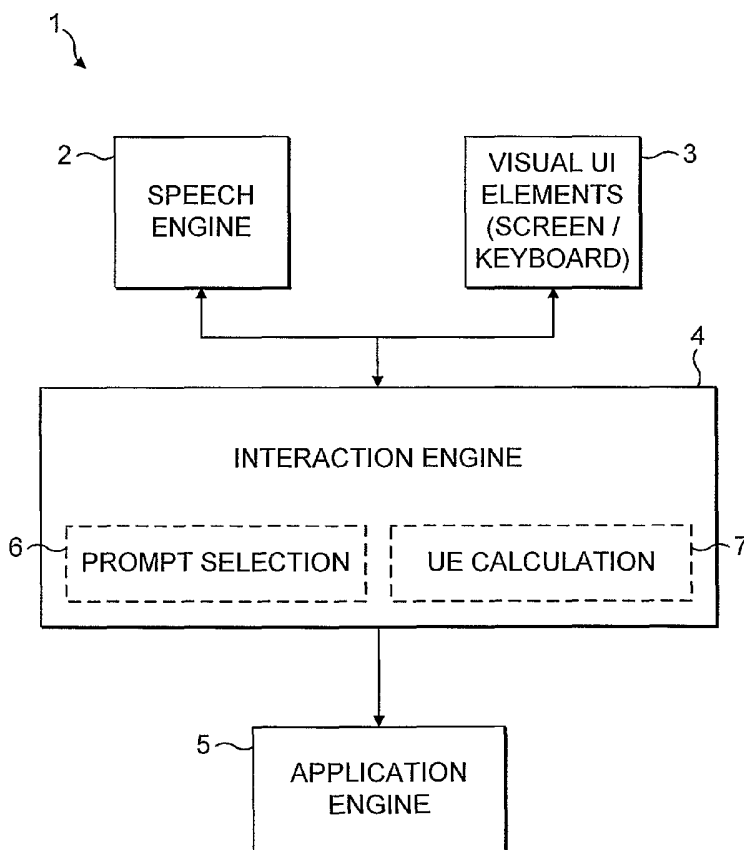 1
2
SPEECH
ENGINE
VISUAL UI
ELEMENTS
(SCREEN /
KEYBOARD)
3
4
INTERACTION ENGINE
6
PROMPT SELECTION
UE CALCULATION
7
5
APPLICATION
ENGINE